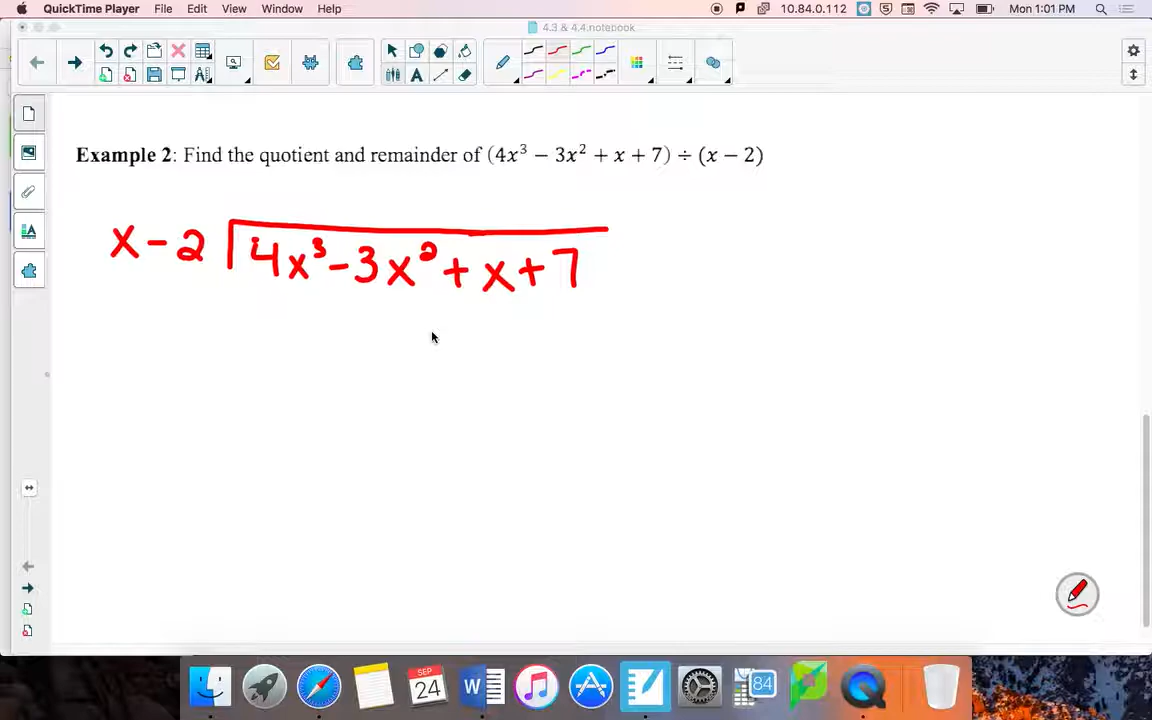 QuickTime Player File Edit View Window Help 10.84.0.112 Mon 1:01 PM
4.3 & 4.4.notebook
Example 2: Find the quotient and remainder of (4x³ − 3x² + x + 7) ÷ (x − 2)
x - 2 4x³ - 3x² + x + 7
SEP
24
W
84